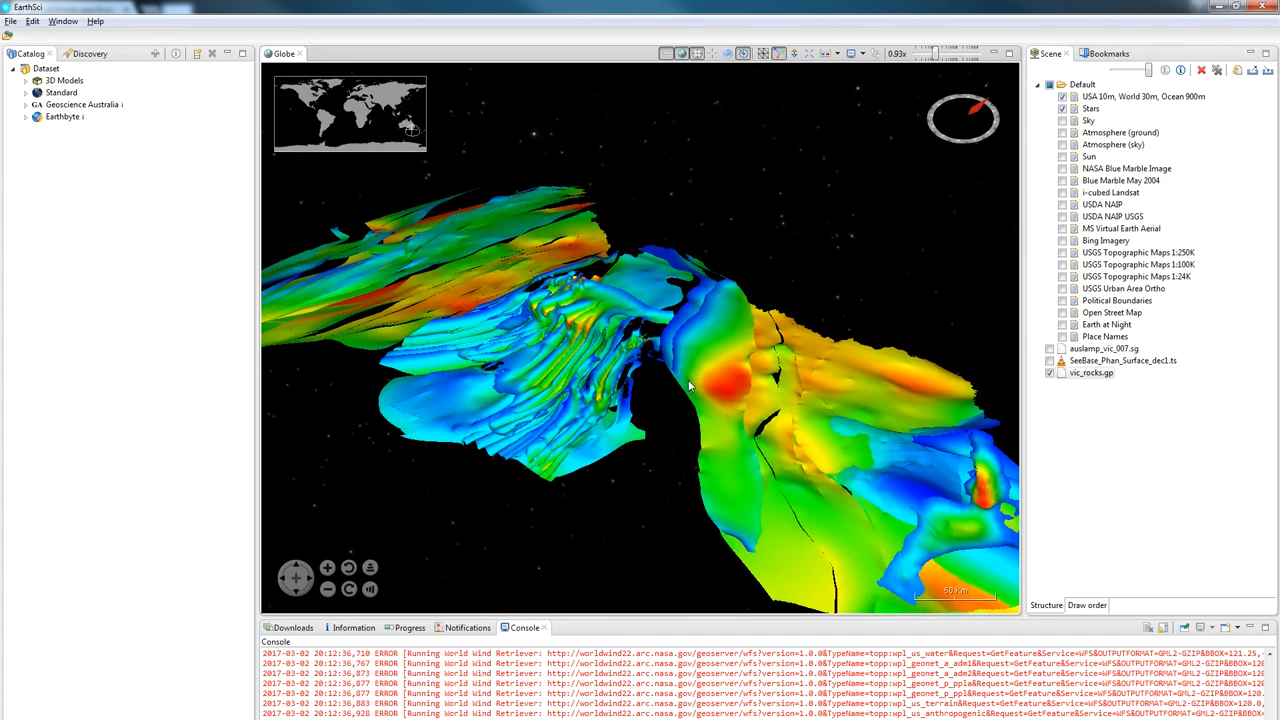 EarthSci
File Edit Window Help
Catalog Discovery
Dataset
3D Models
Standard
GA Geoscience Australia i
Earthbyte i
Globe
0.93x
50 Km
Scene Bookmarks
Default
USA 10m, World 30m, Ocean 900m
Stars
Sky
Atmosphere (ground)
Atmosphere (sky)
Sun
NASA Blue Marble Image
Blue Marble May 2004
i-cubed Landsat
USDA NAIP
USDA NAIP USGS
MS Virtual Earth Aerial
Bing Imagery
USGS Topographic Maps 1:250K
USGS Topographic Maps 1:100K
USGS Topographic Maps 1:24K
USGS Urban Area Ortho
Political Boundaries
Open Street Map
Earth at Night
Place Names
auslamp_vic_007.sg
SeeBase_Phan_Surface_dec1.ts
vic_rocks.gp
Structure Draw order
Downloads Information Progress Notifications Console
Console
2017-03-02 20:12:36,710 ERROR [Running World Wind Retriever: http://worldwind22.arc.nasa.gov/geoserver/wfs?version=1.0.0&TypeName=topp:wpl_us_water&Request=GetFeature&Service=WFS&OUTPUTFORMAT=GML2-GZIP&BBOX=121.25,-
2017-03-02 20:12:36,767 ERROR [Running World Wind Retriever: http://worldwind22.arc.nasa.gov/geoserver/wfs?version=1.0.0&TypeName=topp:wpl_geonet_a_adm1&Request=GetFeature&Service=WFS&OUTPUTFORMAT=GML2-GZIP&BBOX=120
2017-03-02 20:12:36,873 ERROR [Running World Wind Retriever: http://worldwind22.arc.nasa.gov/geoserver/wfs?version=1.0.0&TypeName=topp:wpl_geonet_a_adm2&Request=GetFeature&Service=WFS&OUTPUTFORMAT=GML2-GZIP&BBOX=120
2017-03-02 20:12:36,873 ERROR [Running World Wind Retriever: http://worldwind22.arc.nasa.gov/geoserver/wfs?version=1.0.0&TypeName=topp:wpl_geonet_p_ppla&Request=GetFeature&Service=WFS&OUTPUTFORMAT=GML2-GZIP&BBOX=120
2017-03-02 20:12:36,877 ERROR [Running World Wind Retriever: http://worldwind22.arc.nasa.gov/geoserver/wfs?version=1.0.0&TypeName=topp:wpl_geonet_p_ppl&Request=GetFeature&Service=WFS&OUTPUTFORMAT=GML2-GZIP&BBOX=120.
2017-03-02 20:12:36,883 ERROR [Running World Wind Retriever: http://worldwind22.arc.nasa.gov/geoserver/wfs?version=1.0.0&TypeName=topp:wpl_us_terrain&Request=GetFeature&Service=WFS&OUTPUTFORMAT=GML2-GZIP&BBOX=120.0,
2017-03-02 20:12:36,928 ERROR [Running World Wind Retriever: http://worldwind22.arc.nasa.gov/geoserver/wfs?version=1.0.0&TypeName=topp:wpl_us_anthropogenic&Request=GetFeature&Service=WFS&OUTPUTFORMAT=GML2-GZIP&BBOX=